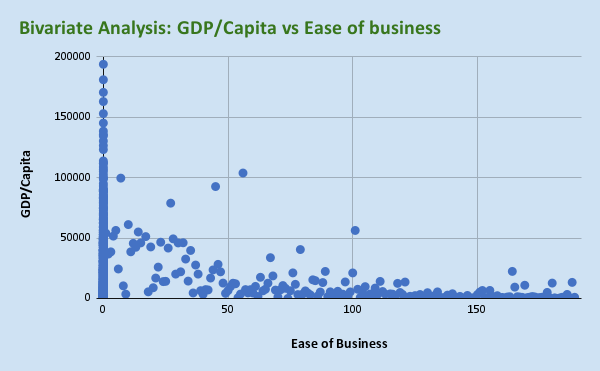 Bivariate Analysis: GDP/Capita vs Ease of business
200000
150000
100000
50000
0
GDP/Capita
0 50 100 150
Ease of Business